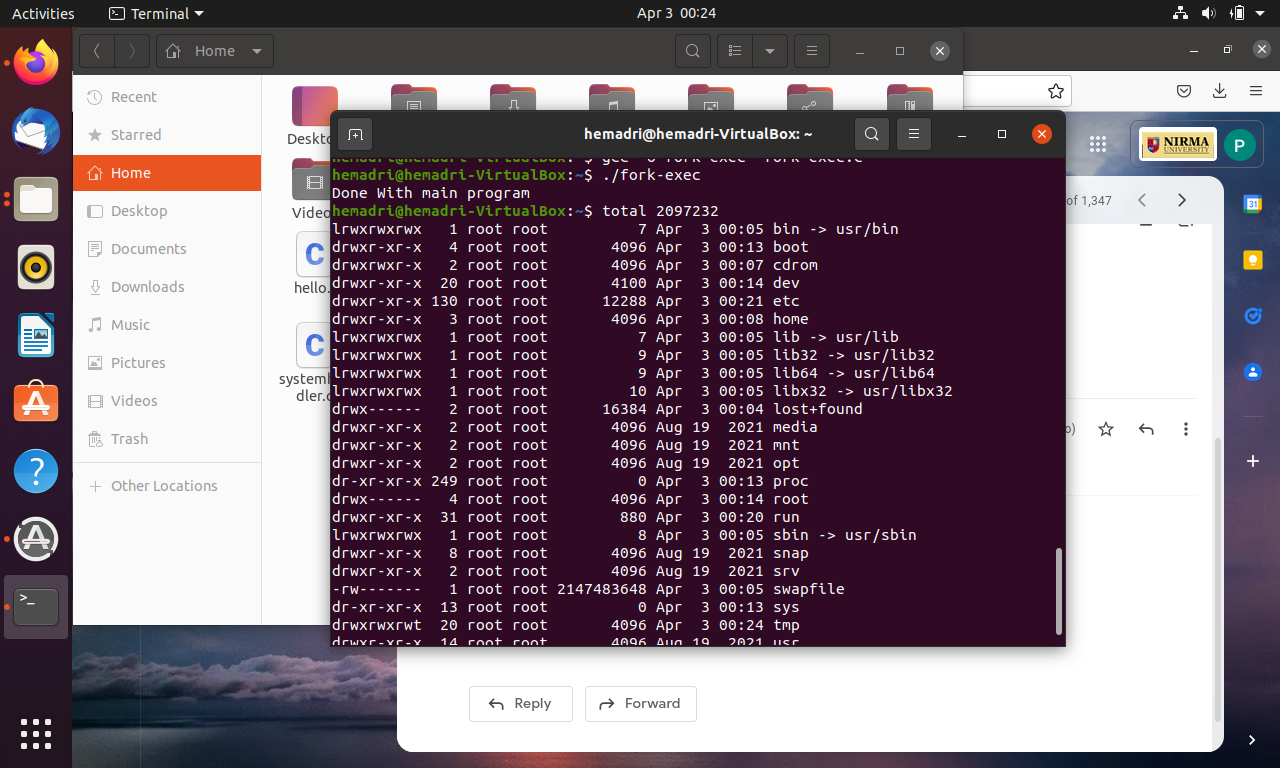 Activities
Terminal
Apr 3 00:24
Home
Recent
Starred
Home
Desktop
Documents
Downloads
Music
Pictures
Videos
Trash
Other Locations
hello.
hemadri@hemadri-VirtualBox: ~
hemadri@hemadri-VirtualBox:~$ ./fork-exec
Done With main program
hemadri@hemadri-VirtualBox:~$ total 2097232
lrwxrwxrwx   1 root root          7 Apr  3 00:05 bin -> usr/bin
drwxr-xr-x   4 root root       4096 Apr  3 00:13 boot
drwxrwxr-x   2 root root       4096 Apr  3 00:07 cdrom
drwxr-xr-x  20 root root       4100 Apr  3 00:14 dev
drwxr-xr-x 130 root root      12288 Apr  3 00:21 etc
drwxr-xr-x   3 root root       4096 Apr  3 00:08 home
lrwxrwxrwx   1 root root          7 Apr  3 00:05 lib -> usr/lib
lrwxrwxrwx   1 root root          9 Apr  3 00:05 lib32 -> usr/lib32
lrwxrwxrwx   1 root root          9 Apr  3 00:05 lib64 -> usr/lib64
lrwxrwxrwx   1 root root         10 Apr  3 00:05 libx32 -> usr/libx32
drwx------   2 root root      16384 Apr  3 00:04 lost+found
drwxr-xr-x   2 root root       4096 Aug 19  2021 media
drwxr-xr-x   2 root root       4096 Aug 19  2021 mnt
drwxr-xr-x   2 root root       4096 Aug 19  2021 opt
dr-xr-xr-x 249 root root          0 Apr  3 00:13 proc
drwx------   4 root root       4096 Apr  3 00:14 root
drwxr-xr-x  31 root root        880 Apr  3 00:20 run
lrwxrwxrwx   1 root root          8 Apr  3 00:05 sbin -> usr/sbin
drwxr-xr-x   8 root root       4096 Aug 19  2021 snap
drwxr-xr-x   2 root root       4096 Aug 19  2021 srv
-rw-------   1 root root 2147483648 Apr  3 00:05 swapfile
dr-xr-xr-x  13 root root          0 Apr  3 00:13 sys
drwxrwxrwt  20 root root       4096 Apr  3 00:24 tmp
drwxr-xr-x  14 root root       4096 Aug 19  2021 usr
NIRMA
UNIVERSITY
P
of 1,347
Reply
Forward